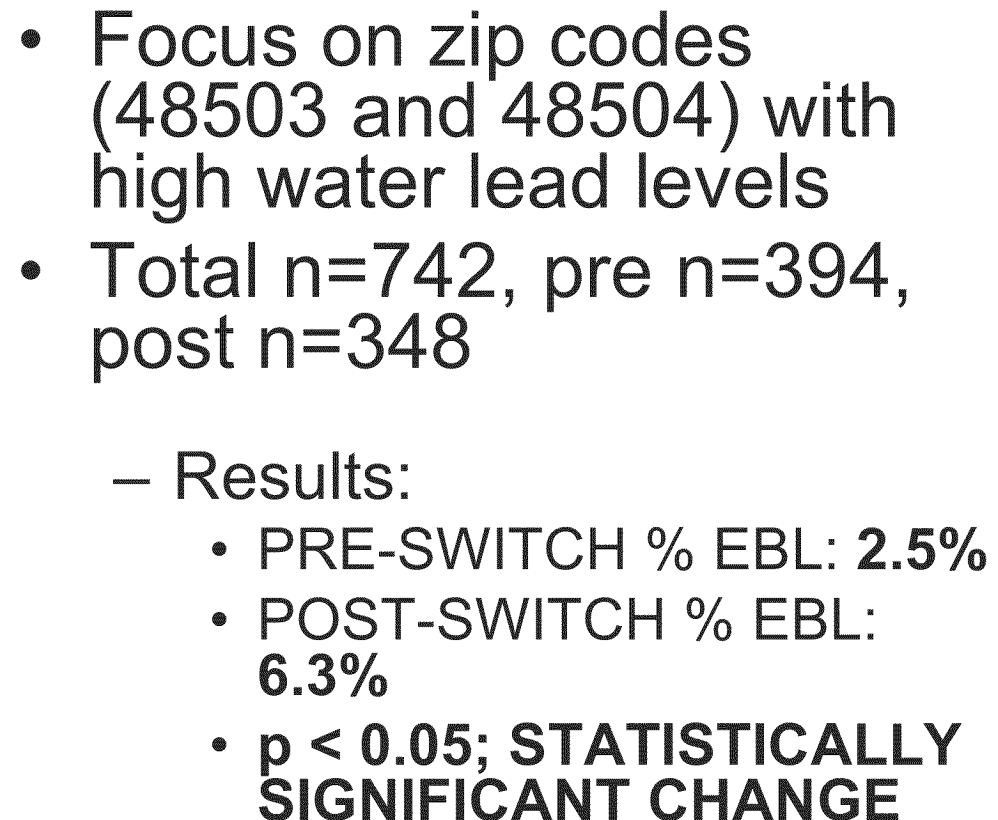 • Focus on zip codes
(48503 and 48504) with
high water lead levels
• Total n=742, pre n=394,
post n=348
– Results:
• PRE-SWITCH % EBL: 2.5%
• POST-SWITCH % EBL:
6.3%
• p < 0.05; STATISTICALLY
SIGNIFICANT CHANGE